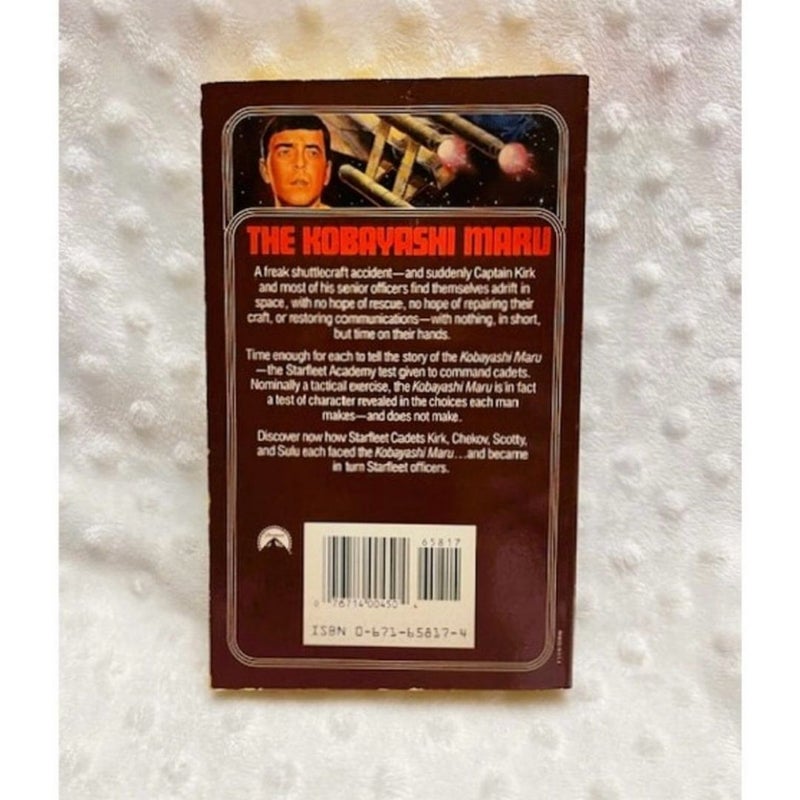 THE KOBAYASHI MARU
A freak shuttlecraft accident—and suddenly Captain Kirk
and most of his senior officers find themselves adrift in
space, with no hope of rescue, no hope of repairing their
craft, or restoring communications—with nothing, in short,
but time on their hands.
Time enough for each to tell the story of the Kobayashi Maru
—the Starfleet Academy test given to command cadets.
Nominally a tactical exercise, the Kobayashi Maru is in fact
a test of character revealed in the choices each man
makes—and does not make.
Discover now how Starfleet Cadets Kirk, Chekov, Scotty,
and Sulu each faced the Kobayashi Maru...and became
in turn Starfleet officers.
65817
0 76714 00450 4
ISBN 0-671-65817-4